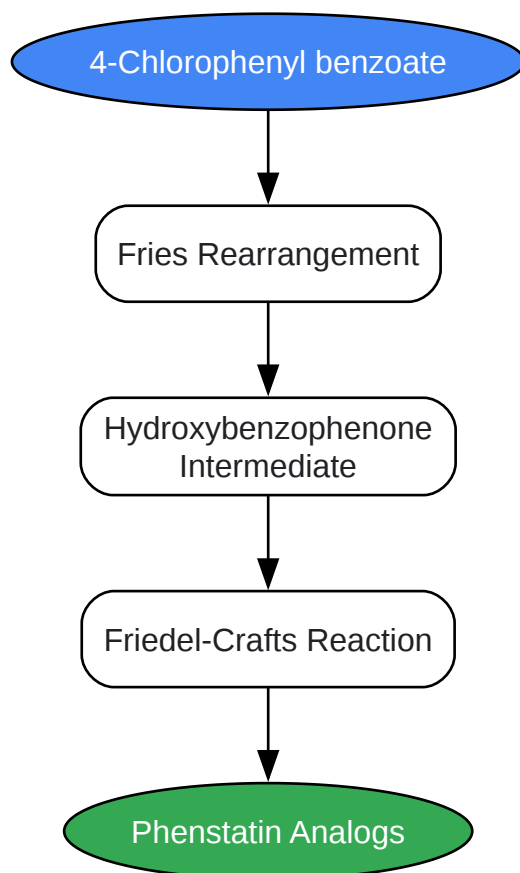 4-Chlorophenyl benzoate
Fries Rearrangement
Hydroxybenzophenone
Intermediate
Friedel-Crafts Reaction
Phenstatin Analogs